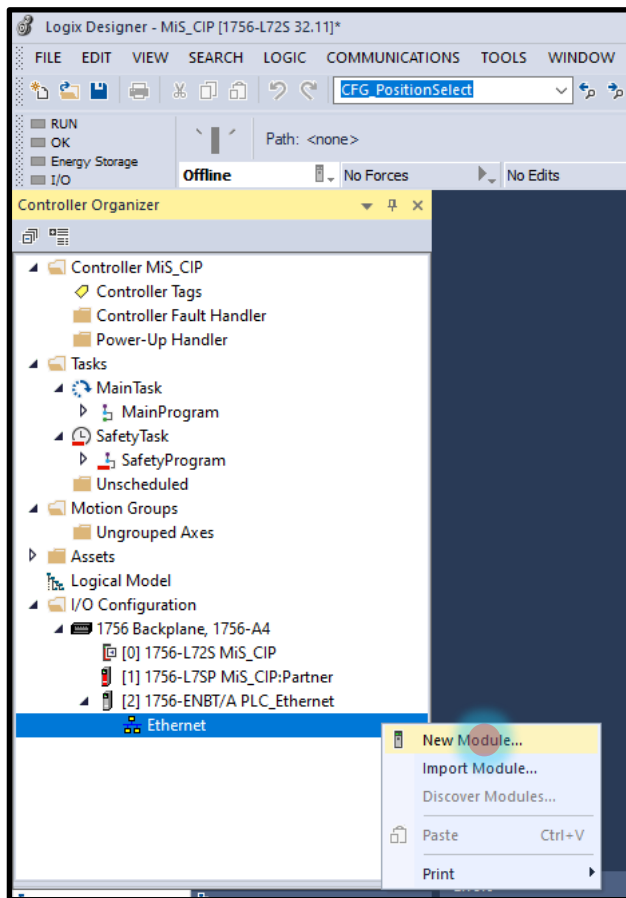 Logix Designer - MiS_CIP [1756-L72S 32.11]*
FILE EDIT VIEW SEARCH LOGIC COMMUNICATIONS TOOLS WINDOW
CFG_PositionSelect
RUN
OK
Energy Storage
I/O
Path: <none>
Offline
No Forces
No Edits
Controller Organizer
Controller MiS_CIP
Controller Tags
Controller Fault Handler
Power-Up Handler
Tasks
MainTask
MainProgram
SafetyTask
SafetyProgram
Unscheduled
Motion Groups
Ungrouped Axes
Assets
Logical Model
I/O Configuration
1756 Backplane, 1756-A4
[0] 1756-L72S MiS_CIP
[1] 1756-L7SP MiS_CIP:Partner
[2] 1756-ENBT/A PLC_Ethernet
Ethernet
New Module...
Import Module...
Discover Modules...
Paste Ctrl+V
Print